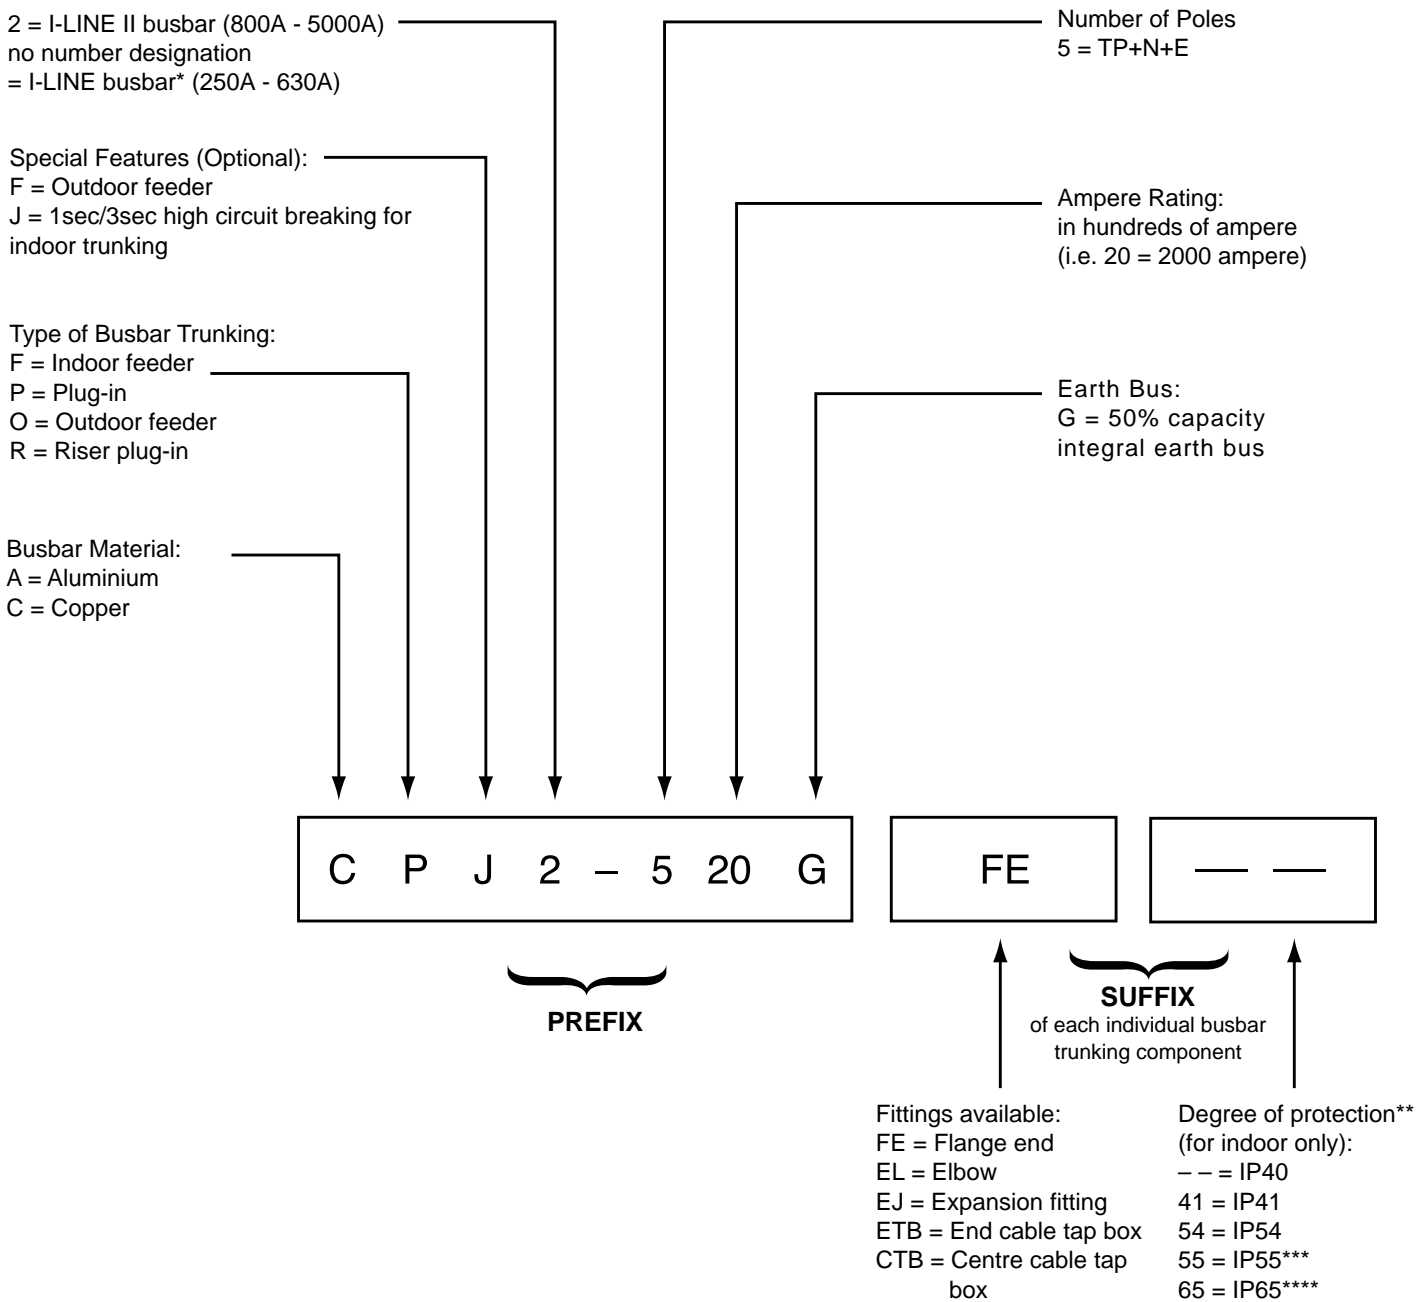 2 = I-LINE II busbar (800A - 5000A)
no number designation
= I-LINE busbar* (250A - 630A)
Number of Poles
5 = TP+N+E
Special Features (Optional):
F = Outdoor feeder
J = 1sec/3sec high circuit breaking for
indoor trunking
Ampere Rating:
in hundreds of ampere
(i.e. 20 = 2000 ampere)
Type of Busbar Trunking:
F = Indoor feeder
P = Plug-in
O = Outdoor feeder
R = Riser plug-in
Earth Bus:
G = 50% capacity
integral earth bus
Busbar Material:
A = Aluminium
C = Copper
C P J 2 – 5 20 G FE — —
PREFIX
SUFFIX
of each individual busbar
trunking component
Fittings available:
FE = Flange end
EL = Elbow
EJ = Expansion fitting
ETB = End cable tap box
CTB = Centre cable tap
box
Degree of protection**
(for indoor only):
– – = IP40
41 = IP41
54 = IP54
55 = IP55***
65 = IP65****